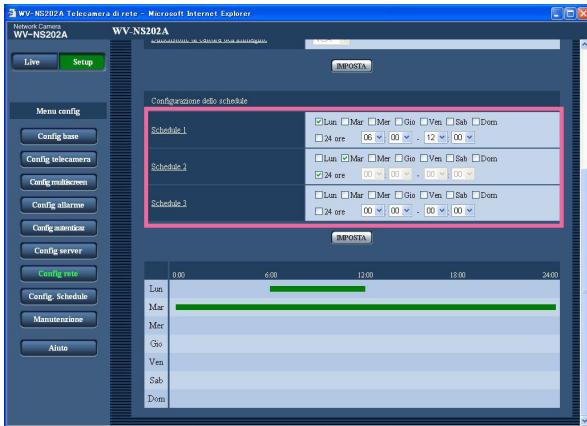 WV-NS202A Telecamera di rete - Microsoft Internet Explorer
Network Camera
WV-NS202A
WV-NS202A
Live
Setup
IMPOSTA
Menu config
Config base
Config telecamera
Config multiscreen
Config allarme
Config autenticaz
Config server
Config rete
Config. Schedule
Manutenzione
Aiuto
Configurazione dello schedule
Schedule 1
Lun Mar Mer Gio Ven Sab Dom
24 ore 06 : 00 - 12 : 00
Schedule 2
Lun Mar Mer Gio Ven Sab Dom
24 ore 00 : 00 - 00 : 00
Schedule 3
Lun Mar Mer Gio Ven Sab Dom
24 ore 00 : 00 - 00 : 00
IMPOSTA
0:00 6:00 12:00 18:00 24:00
Lun
Mar
Mer
Gio
Ven
Sab
Dom